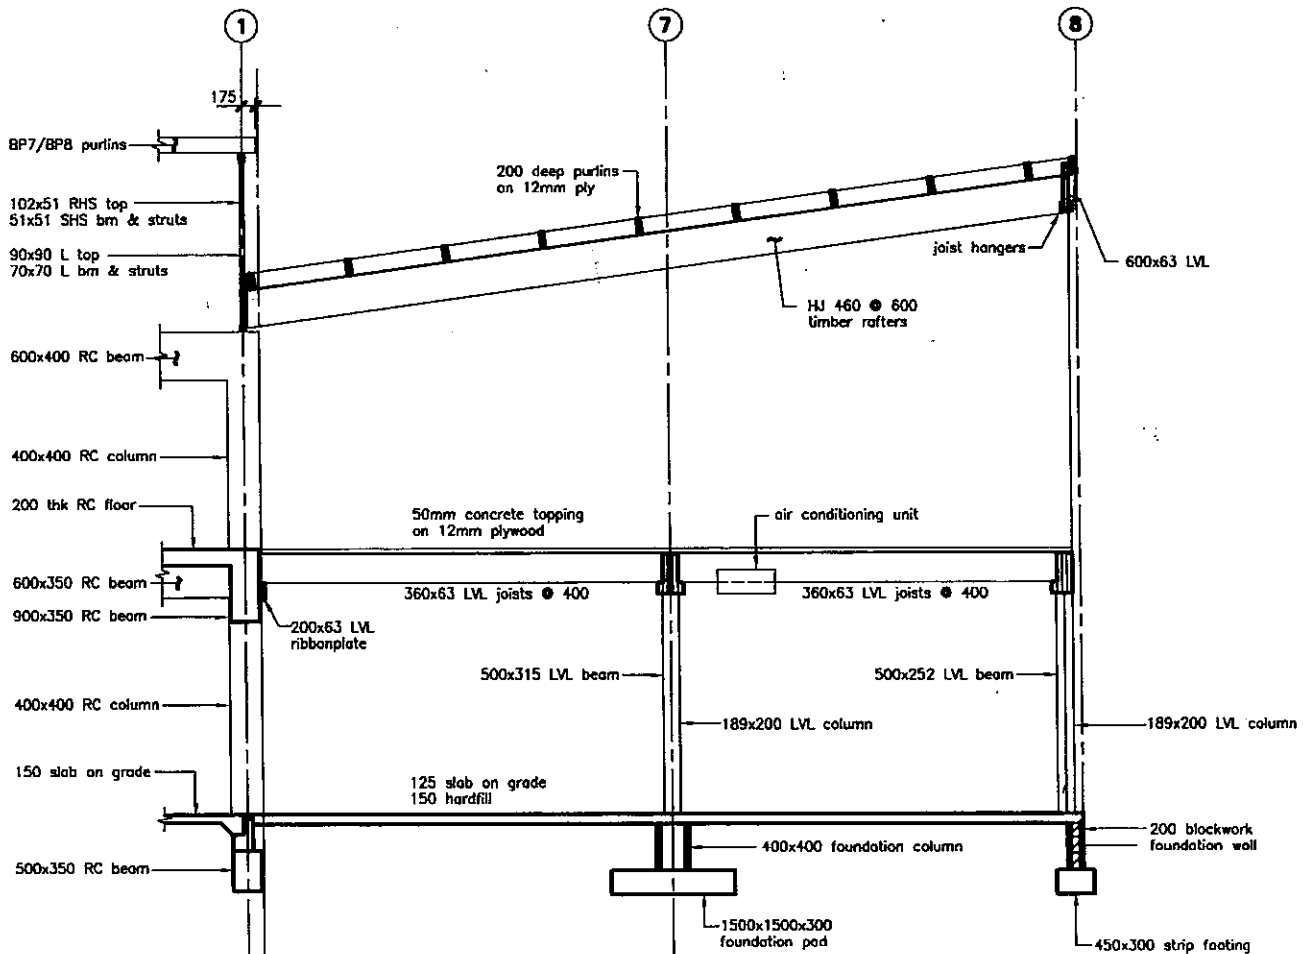 1
7
8
175
BP7/BP8 purlins
200 deep purlins
on 12mm ply
102x51 RHS top
51x51 SHS bm & struts
90x90 L top
70x70 L bm & struts
joist hangers
600x63 LVL
HJ 460 @ 600
timber rafters
600x400 RC beam
400x400 RC column
200 thk RC floor
50mm concrete topping
on 12mm plywood
air conditioning unit
600x350 RC beam
360x63 LVL joists @ 400
360x63 LVL joists @ 400
900x350 RC beam
200x63 LVL
ribbonplate
500x315 LVL beam
500x252 LVL beam
400x400 RC column
189x200 LVL column
189x200 LVL column
150 slab on grade
125 slab on grade
150 hardfill
200 blockwork
foundation wall
400x400 foundation column
500x350 RC beam
1500x1500x300
foundation pad
450x300 strip footing